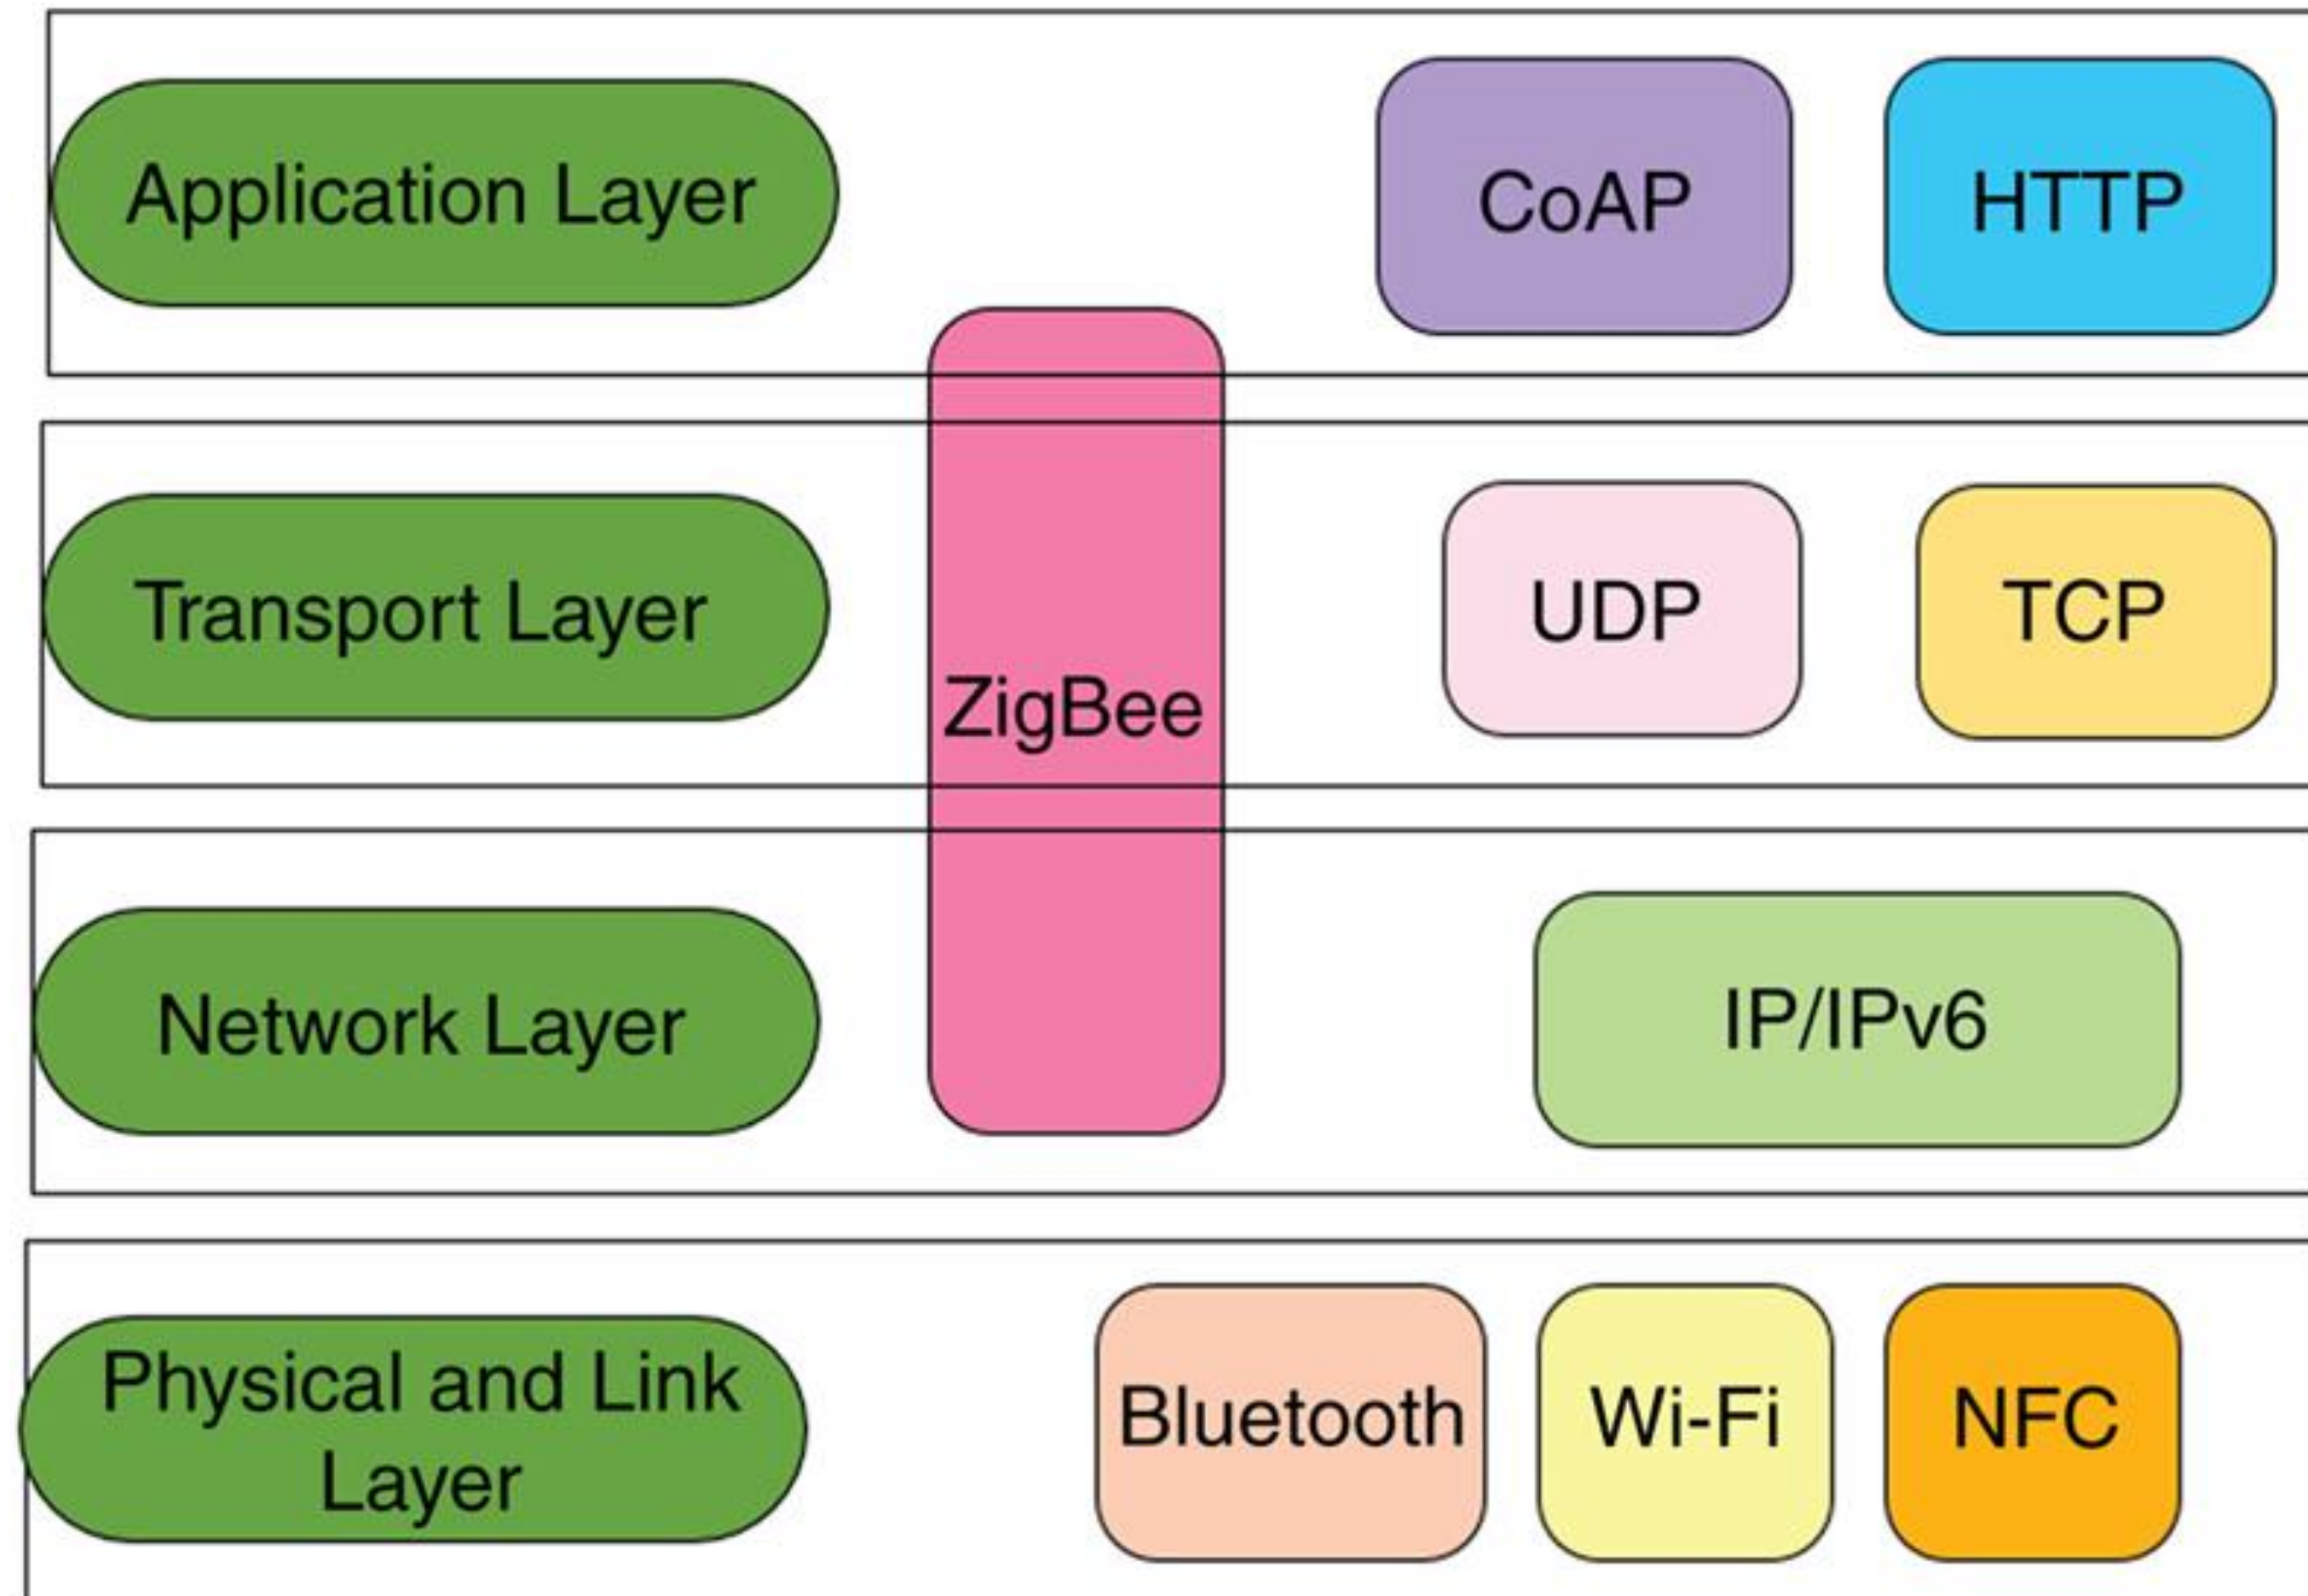 Application Layer
CoAP
HTTP
Transport Layer
ZigBee
UDP
TCP
Network Layer
IP/IPv6
Physical and Link
Layer
Bluetooth
Wi-Fi
NFC